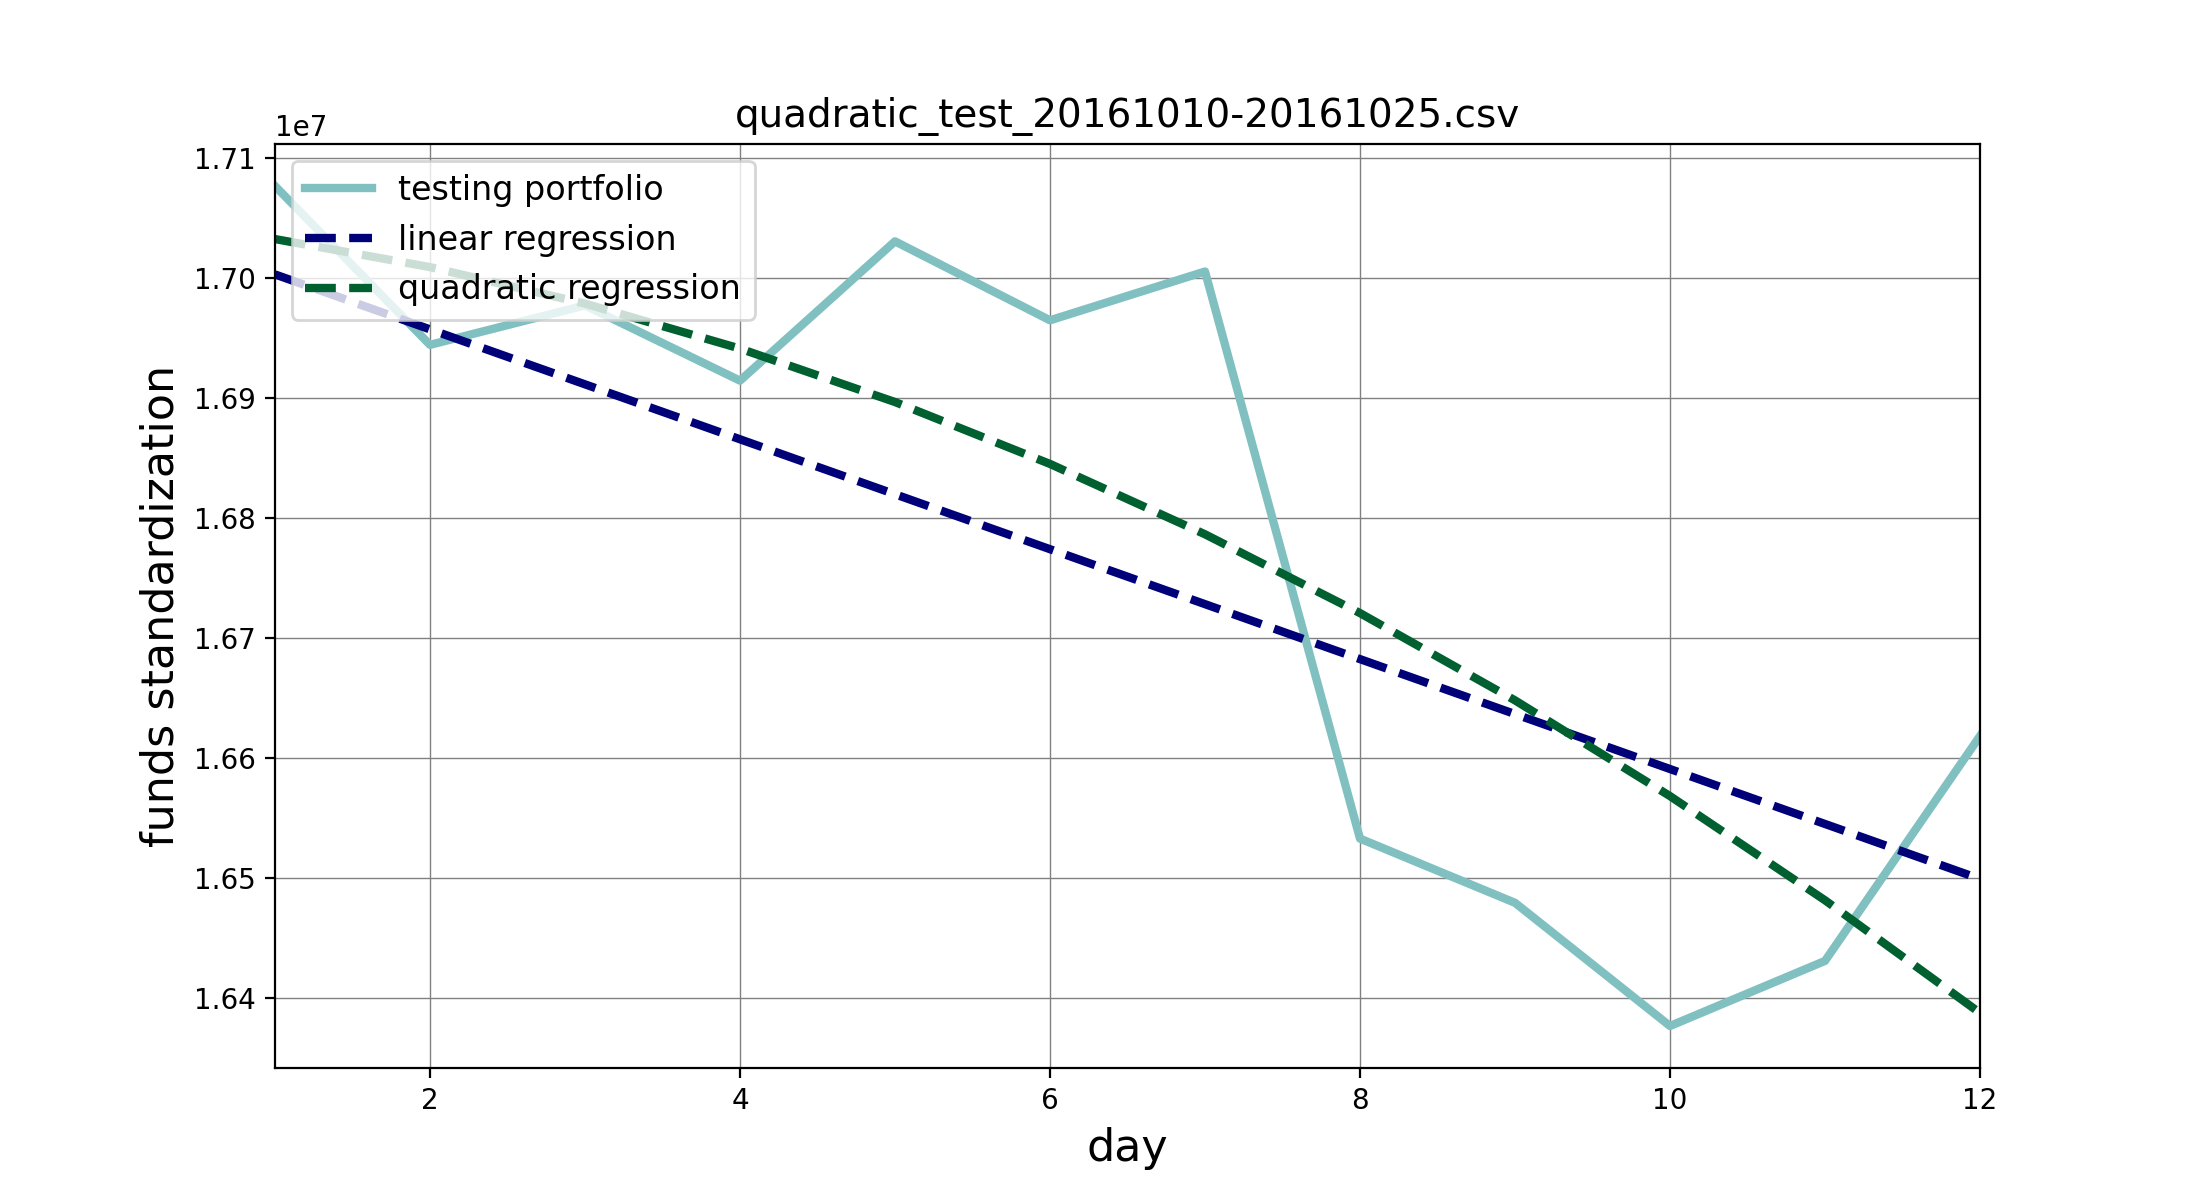 quadratic_test_20161010-20161025.csv
1e7
1.71
1.70
1.69
1.68
1.67
1.66
1.65
1.64
funds standardization
testing portfolio
linear regression
quadratic regression
2 4 6 8 10 12
day